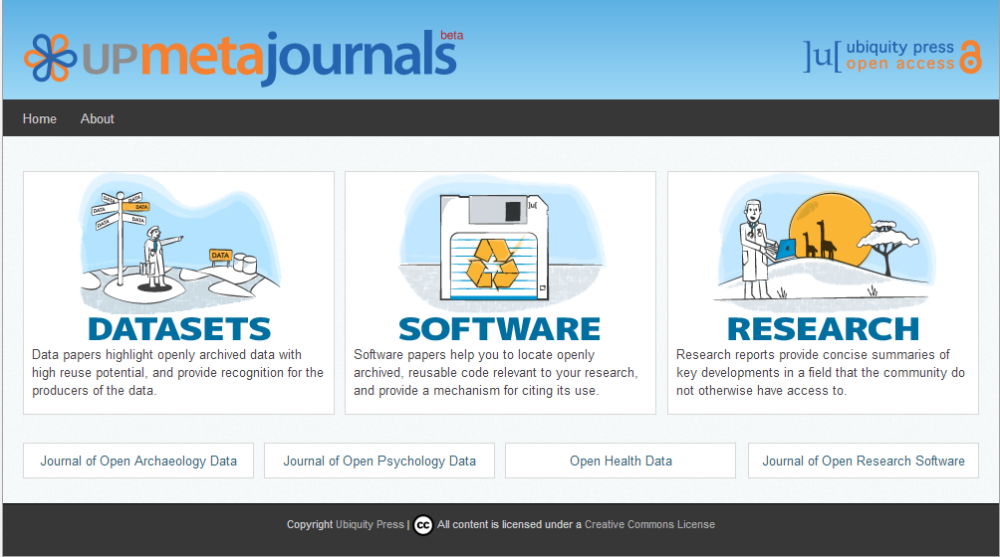 UPmetajournals beta
]u[ ubiquity press
open access
Home About
DATA
DATA
DATA
DATA
DATA
DATA
DATA
]u[
DATASETS
Data papers highlight openly archived data with
high reuse potential, and provide recognition for the
producers of the data.
SOFTWARE
Software papers help you to locate openly
archived, reusable code relevant to your research,
and provide a mechanism for citing its use.
RESEARCH
Research reports provide concise summaries of
key developments in a field that the community do
not otherwise have access to.
Journal of Open Archaeology Data
Journal of Open Psychology Data
Open Health Data
Journal of Open Research Software
Copyright Ubiquity Press | cc All content is licensed under a Creative Commons License